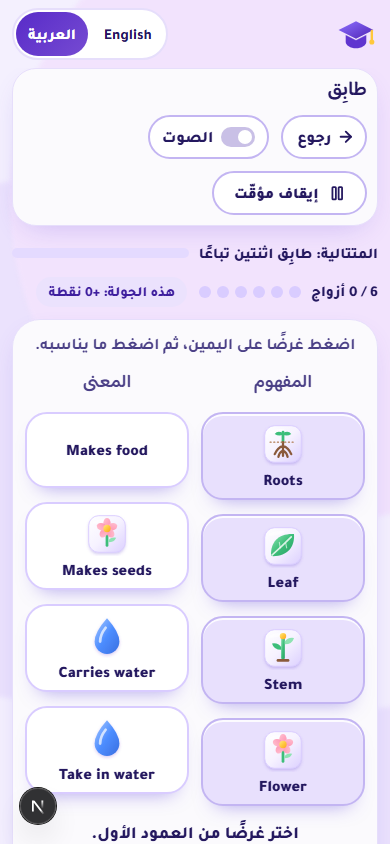 العربية
English
طابِق
رجوع
الصوت
إيقاف مؤقّت
المتتالية: طابِق اثنتين تباعًا
6 / 0 أزواج
هذه الجولة: +0 نقطة
اضغط غرضًا على اليمين، ثم اضغط ما يناسبه.
المفهوم
المعنى
Roots
Makes food
Leaf
Makes seeds
Stem
Carries water
Flower
Take in water
N
اختر غرضًا من العمود الأول.